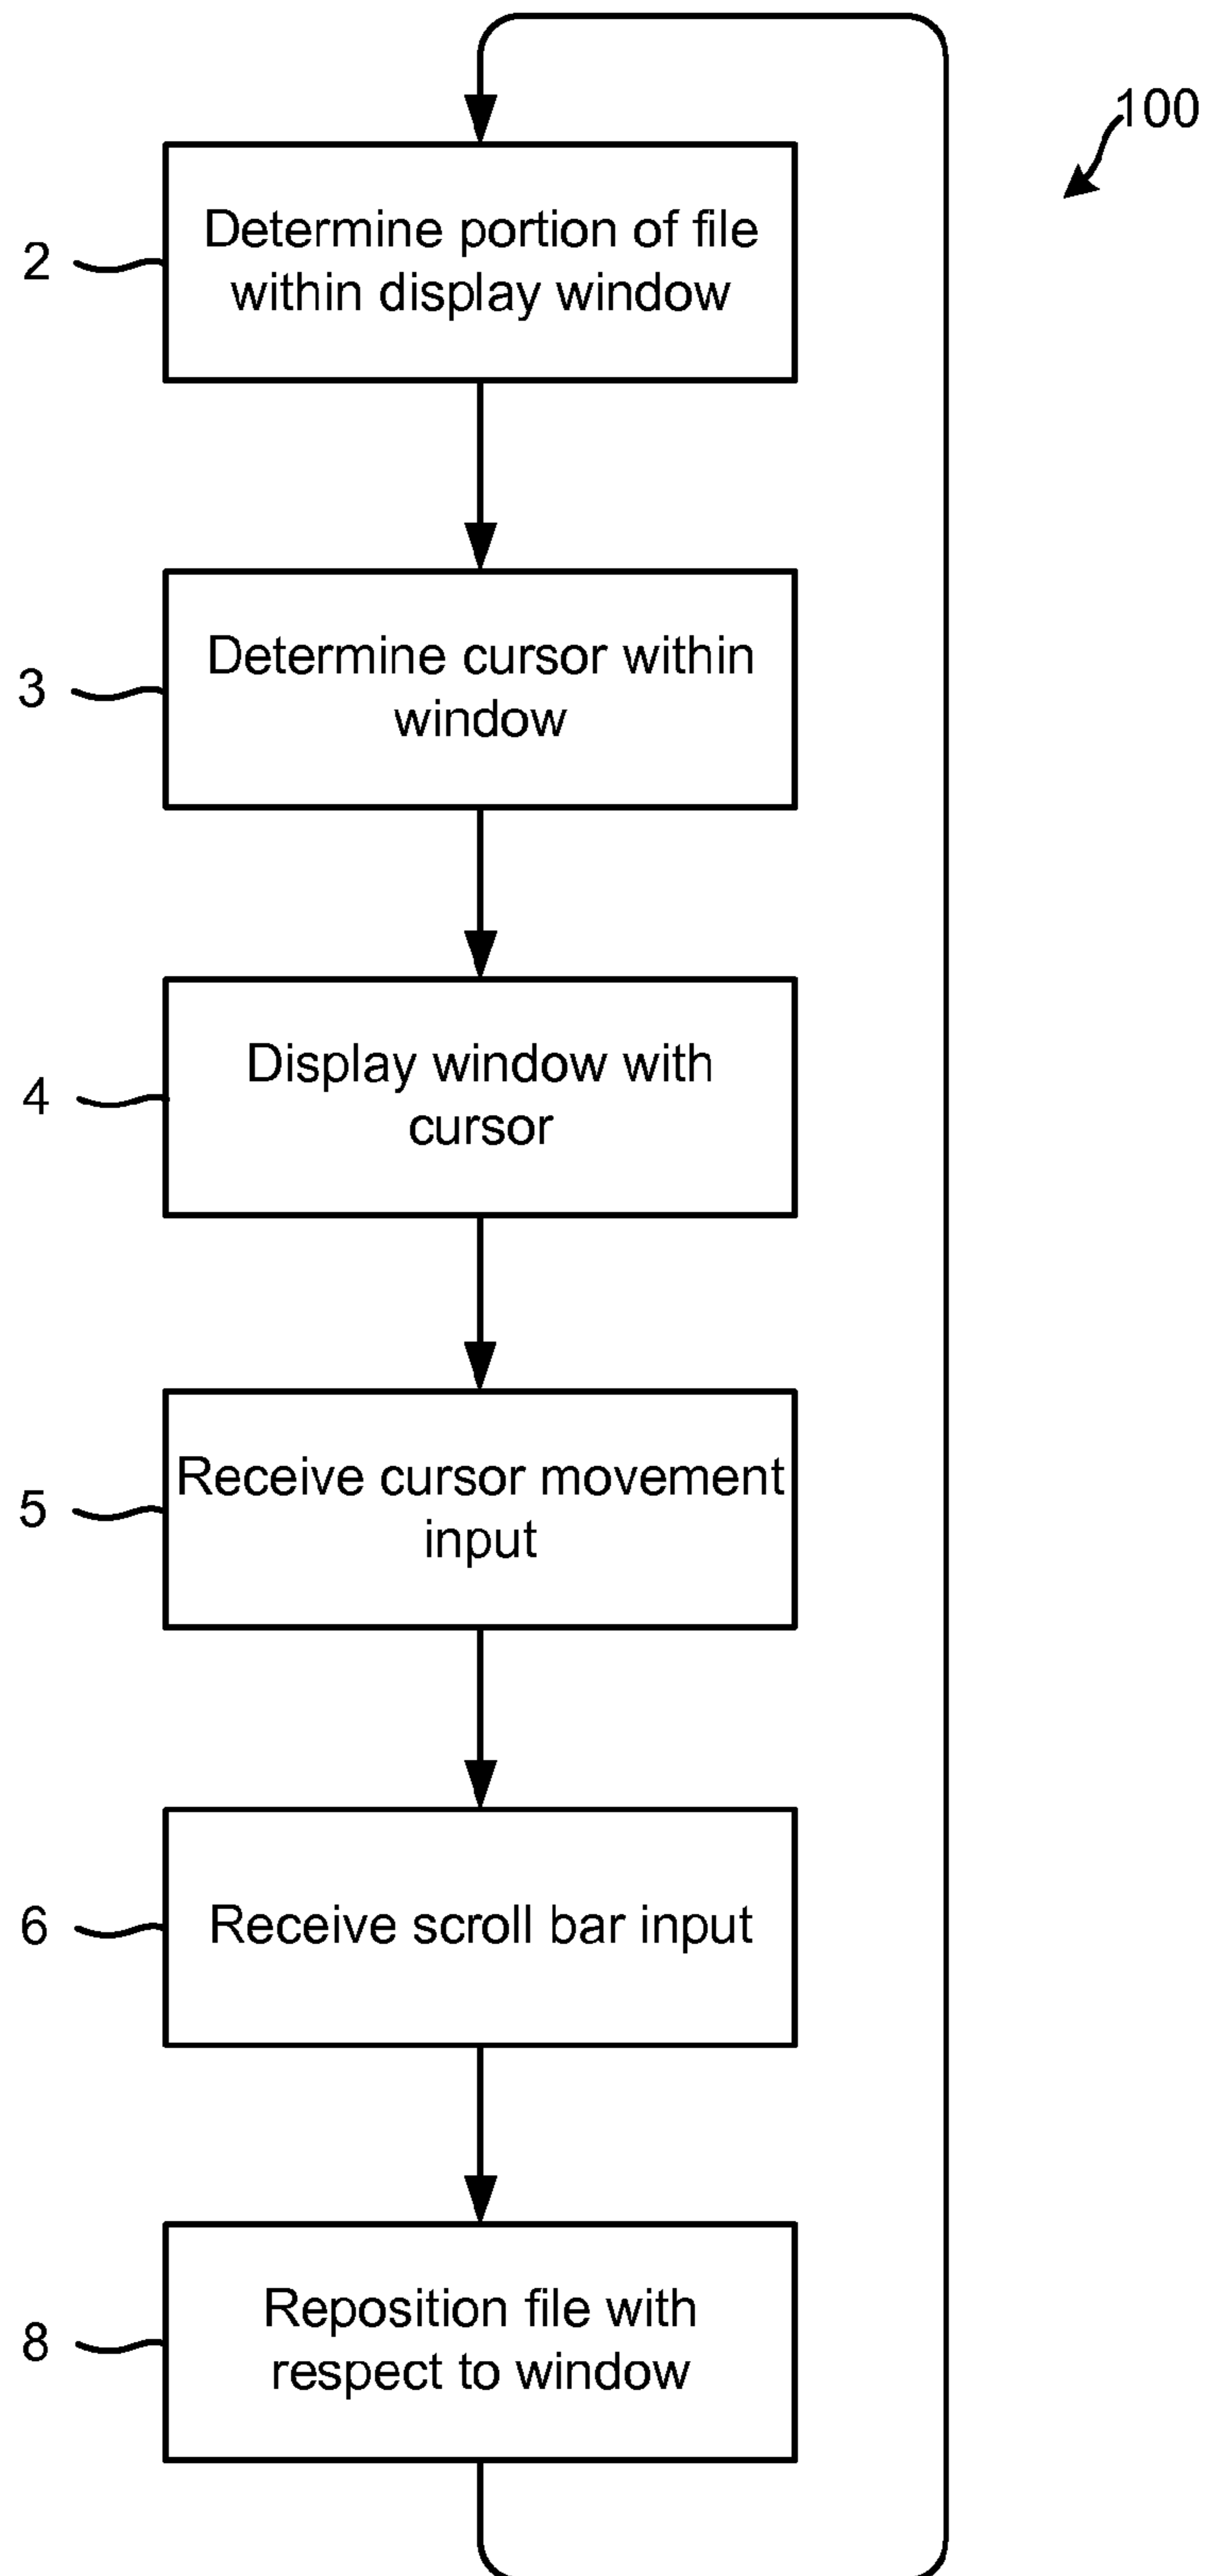 100
2
Determine portion of file
within display window
3
Determine cursor within
window
4
Display window with
cursor
5
Receive cursor movement
input
6
Receive scroll bar input
8
Reposition file with
respect to window